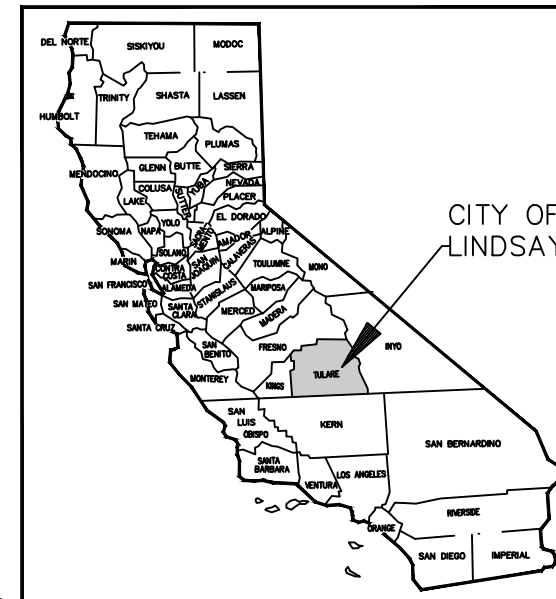 DEL NORTE
SISKIYOU
MODOC
HUMBOLT
TRINITY
SHASTA
LASSEN
TEHAMA
PLUMAS
MENDOCINO
GLENN
BUTTE
SIERRA
COLUSA
SUTTER
YUBA
NEVADA
PLACER
LAKE
YOLO
EL DORADO
SONOMA
NAPA
SACRA-
MENTO
AMADOR
ALPINE
CITY OF
LINDSAY
SOLANO
CALAVERAS
MARIN
CONTRA
COSTA
SAN
JOAQUIN
TOULUMNE
MONO
SAN FRANCISCO
ALAMEDA
STANISLAUS
MARIPOSA
SAN MATEO
SANTA
CLARA
MERCED
MADERA
SANTA CRUZ
SAN
BENITO
FRESNO
INYO
MONTEREY
KINGS
TULARE
SAN
LUIS
OBISPO
KERN
SAN BERNARDINO
SANTA
BARBARA
VENTURA
LOS ANGELES
ORANGE
RIVERSIDE
SAN DIEGO
IMPERIAL